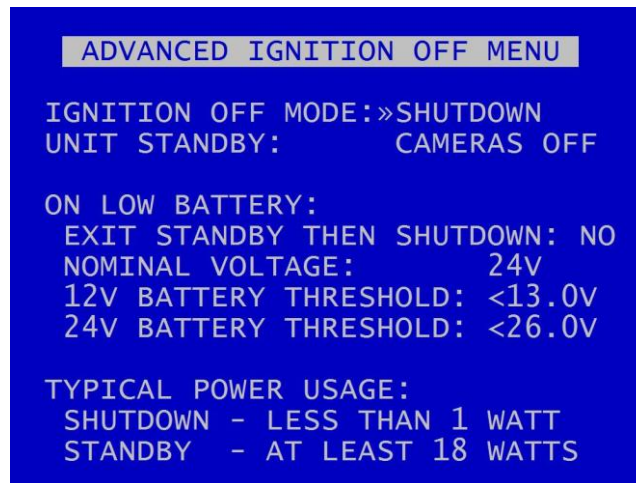 ADVANCED IGNITION OFF MENU
IGNITION OFF MODE:»SHUTDOWN
UNIT STANDBY: CAMERAS OFF
ON LOW BATTERY:
EXIT STANDBY THEN SHUTDOWN: NO
NOMINAL VOLTAGE: 24V
12V BATTERY THRESHOLD: <13.0V
24V BATTERY THRESHOLD: <26.0V
TYPICAL POWER USAGE:
SHUTDOWN – LESS THAN 1 WATT
STANDBY – AT LEAST 18 WATTS